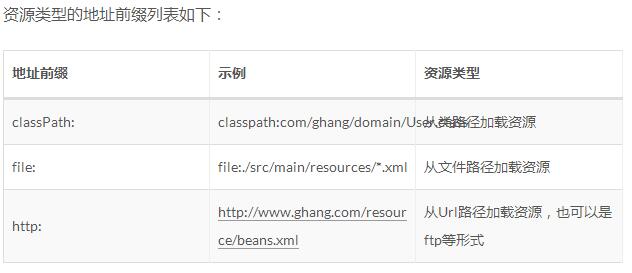 资源类型的地址前缀列表如下：
地址前缀 示例 资源类型
classPath: classpath:com/ghang/domain/User.class 从类路径加载资源
file: file:./src/main/resources/*.xml 从文件路径加载资源
http: http://www.ghang.com/resour 从Url路径加载资源，也可以是
ce/beans.xml ftp等形式